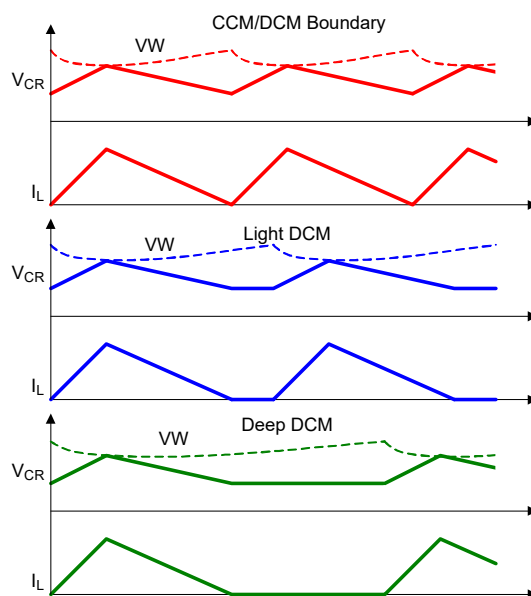 CCM/DCM Boundary
VW
VCR
IL
Light DCM
VW
VCR
IL
Deep DCM
VW
VCR
IL